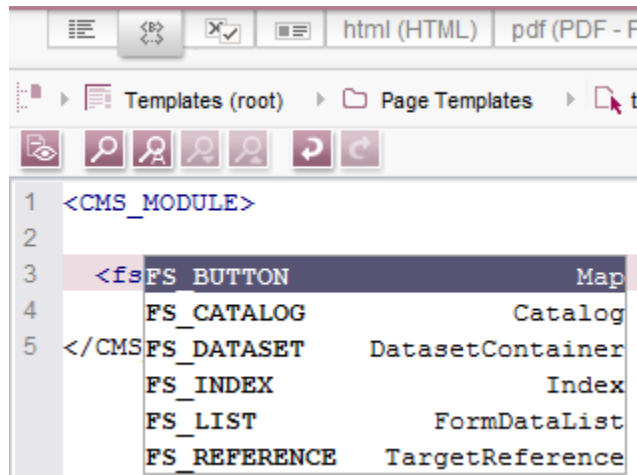 html (HTML) pdf (PDF - F
Templates (root) Page Templates t
1 <CMS_MODULE>
2
3 <fs FS_BUTTON Map
4 FS_CATALOG Catalog
5 </CMS FS_DATASET DatasetContainer
FS_INDEX Index
FS_LIST FormDataList
FS_REFERENCE TargetReference